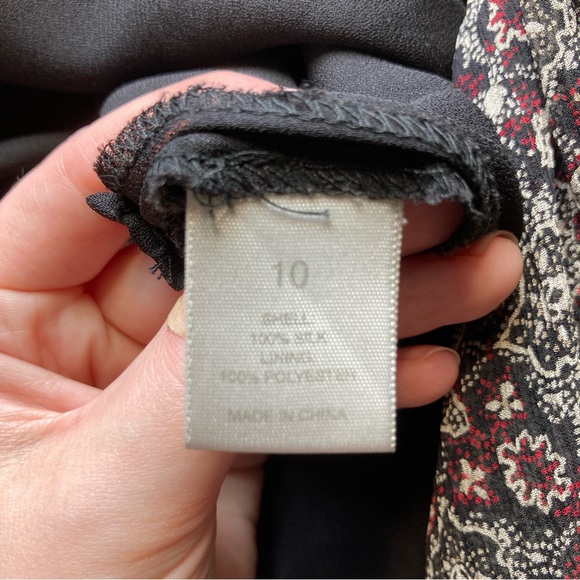 10
SHELL
100% SILK
LINING
100% POLYESTER
MADE IN CHINA